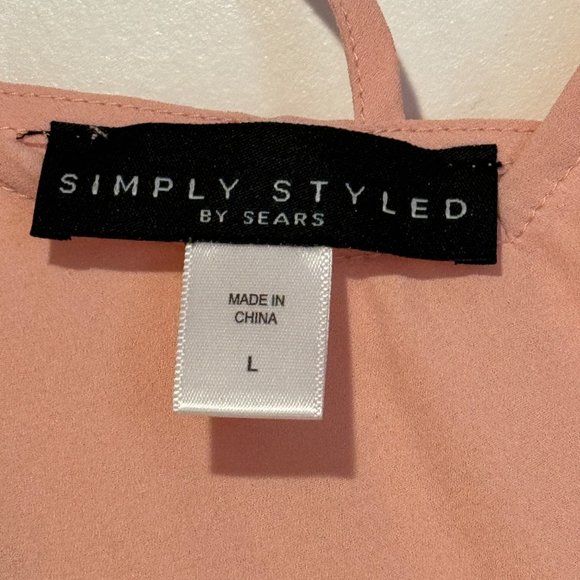 SIMPLY STYLED
BY SEARS
MADE IN
CHINA
L